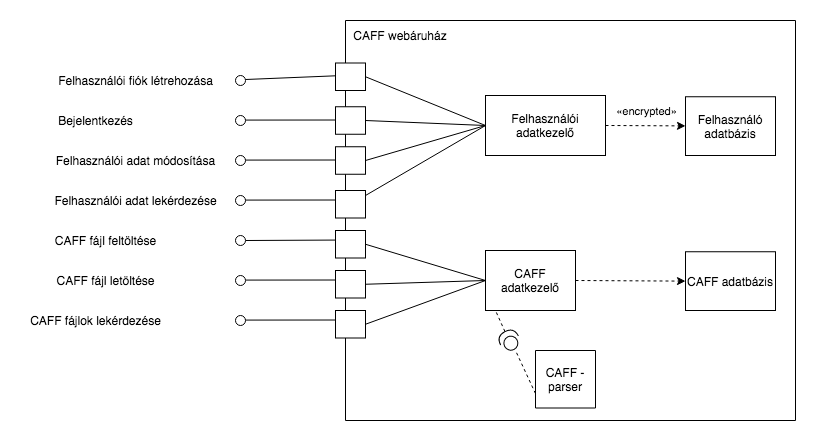 CAFF webáruház
Felhasználói fiók létrehozása
Bejelentkezés
Felhasználói adat módosítása
Felhasználói adat lekérdezése
CAFF fájl feltöltése
CAFF fájl letöltése
CAFF fájlok lekérdezése
Felhasználói
adatkezelő
«encrypted»
Felhasználó
adatbázis
CAFF
adatkezelő
CAFF adatbázis
CAFF -
parser